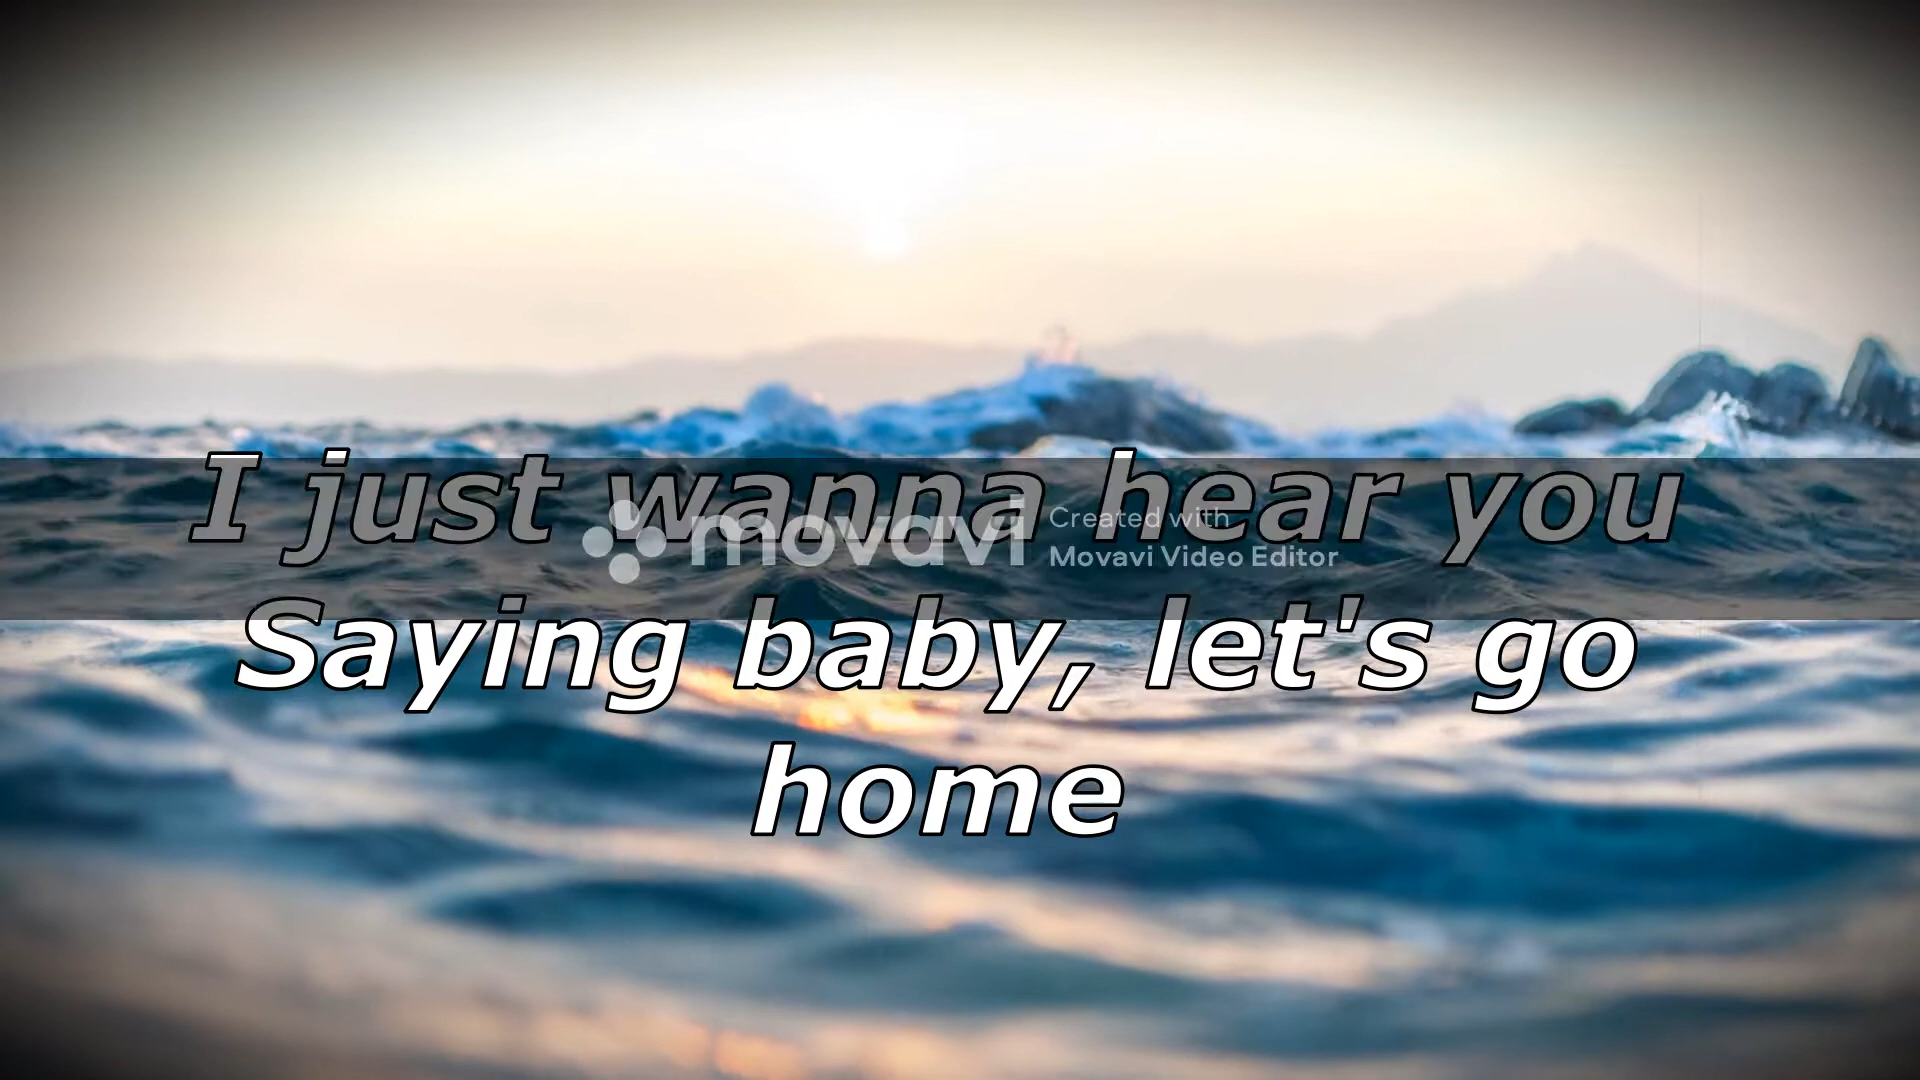 I just wanna hear you
movavi
Created with
Movavi Video Editor
Saying baby, let's go
home